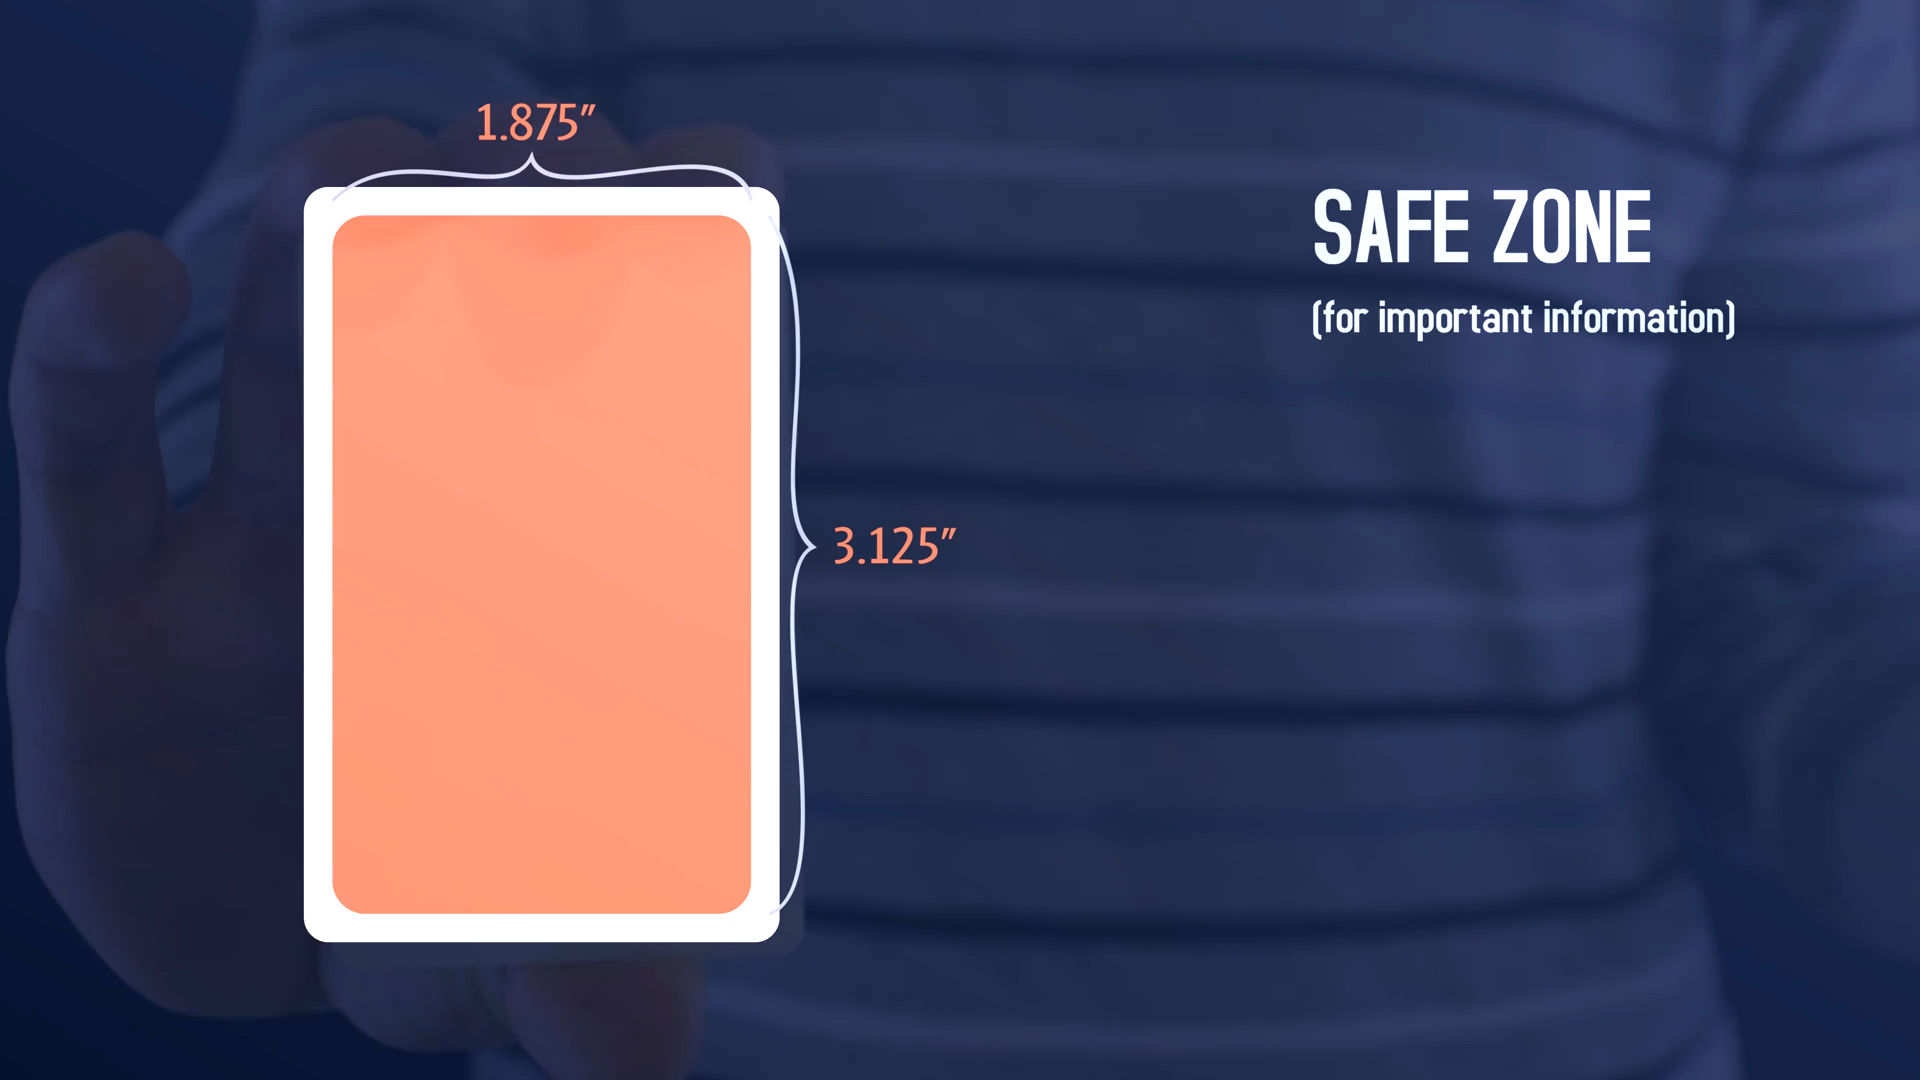 1.875″
SAFE ZONE
(for important information)
3.125″